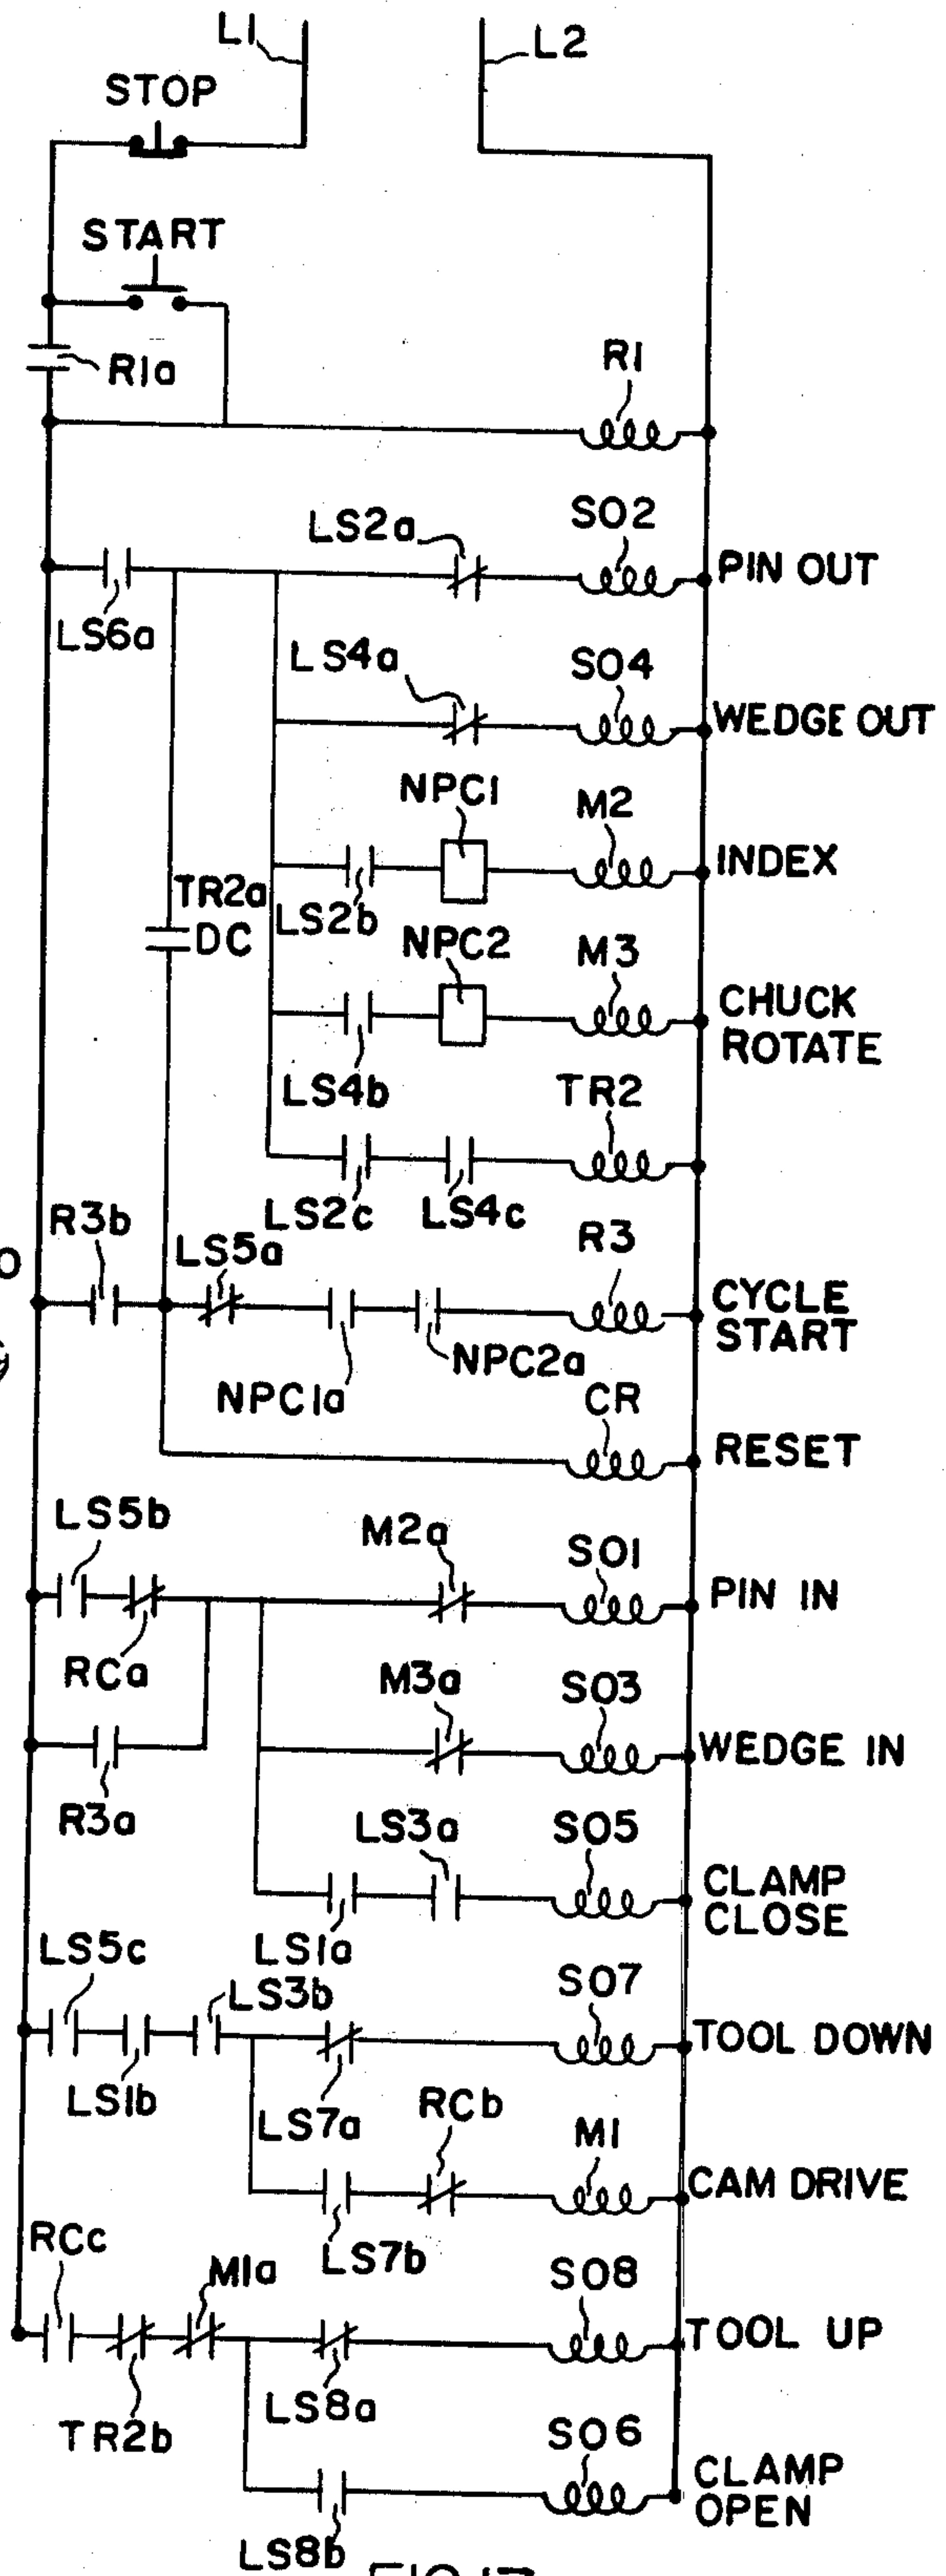 L1
L2
STOP
START
R1a
R1
LS2a
SO2
PIN OUT
LS6a
LS4a
SO4
WEDGE OUT
NPC1
M2
INDEX
TR2a
DC
LS2b
NPC2
M3
CHUCK
ROTATE
LS4b
TR2
LS2c
LS4c
R3b
LS5a
R3
CYCLE
START
NPC1a
NPC2a
CR
RESET
LS5b
M2a
SO1
PIN IN
RCa
M3a
SO3
WEDGE IN
R3a
LS3a
SO5
CLAMP
CLOSE
LS1a
LS5c
LS3b
SO7
TOOL DOWN
LS1b
LS7a
RCb
M1
CAM DRIVE
LS7b
RCc
M1a
SO8
TOOL UP
LS8a
TR2b
SO6
CLAMP
OPEN
LS8b